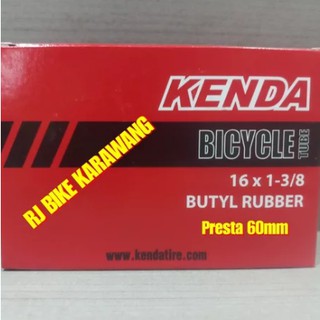 KENDA
BICYCLE TUBE
16 x 1-3/8
BUTYL RUBBER
Presta 60mm
RJ BIKE KARAWANG
www.kendatire.com